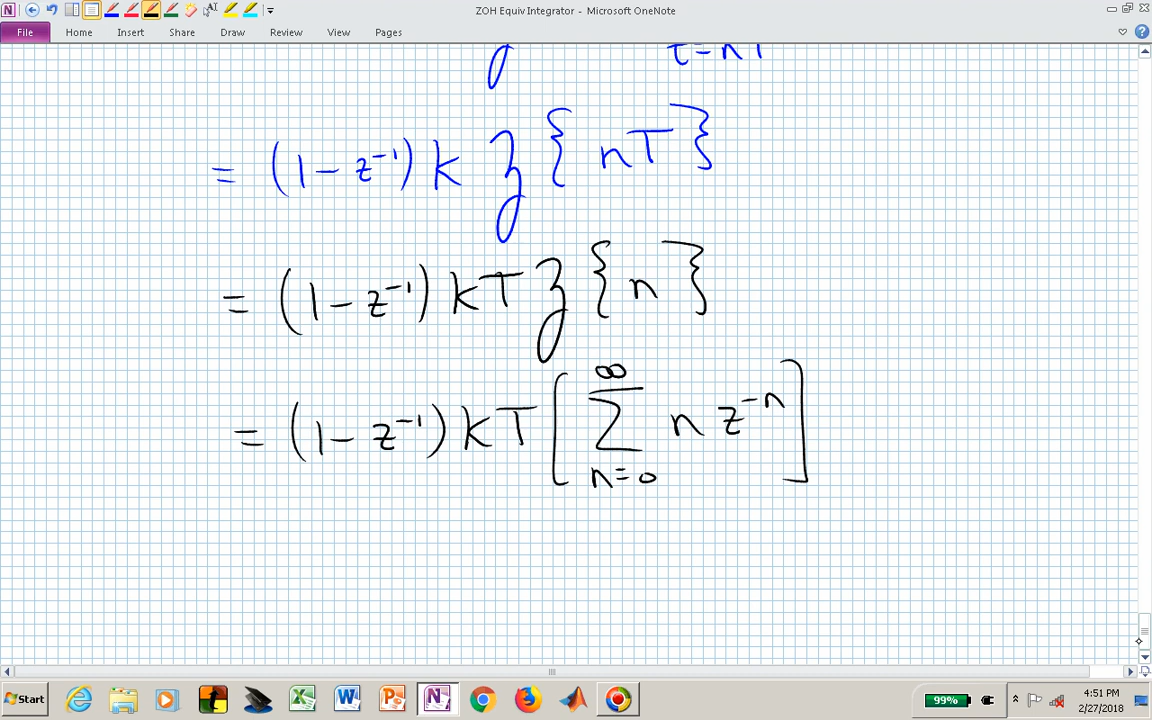 ZOH Equiv Integrator - Microsoft OneNote
File Home Insert Share Draw Review View Pages
t=nT
= (1-z⁻¹) k 𝒵 { nT }
= (1-z⁻¹) kT 𝒵 { n }
= (1-z⁻¹) kT [ ∞ Σ n=0 n z⁻ⁿ ]
Start
99%
4:51 PM
2/27/2018